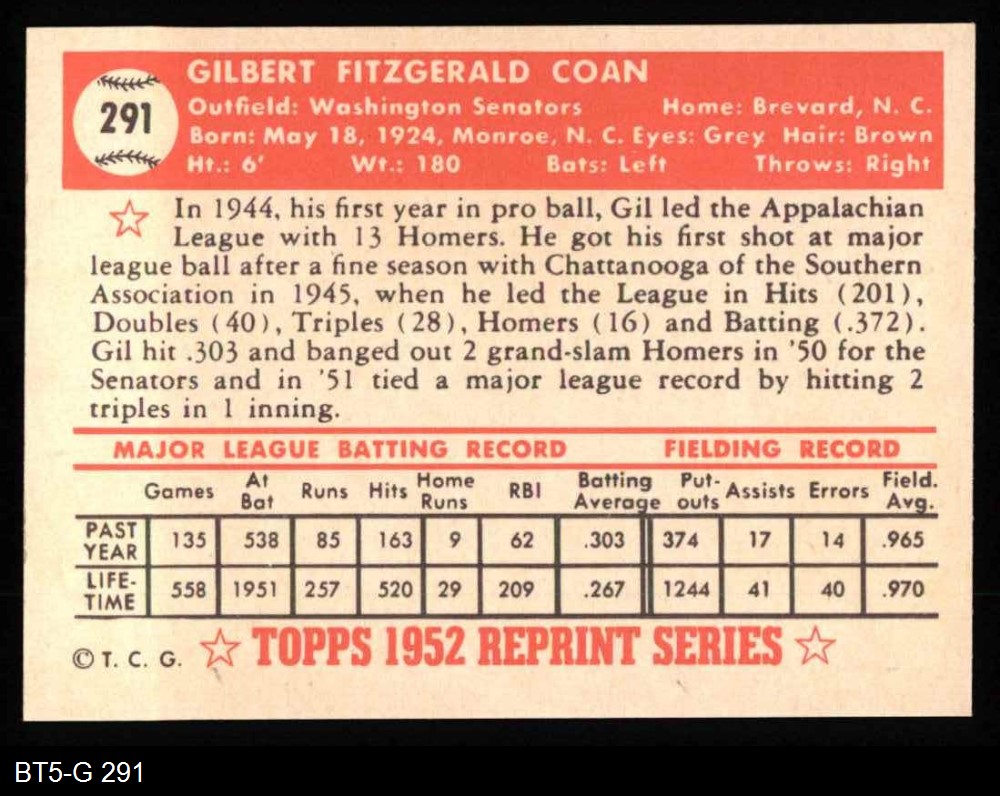 GILBERT FITZGERALD COAN
291
Outfield: Washington Senators Home: Brevard, N. C.
Born: May 18, 1924, Monroe, N. C. Eyes: Grey Hair: Brown
Ht.: 6' Wt.: 180 Bats: Left Throws: Right
In 1944, his first year in pro ball, Gil led the Appalachian
League with 13 Homers. He got his first shot at major
league ball after a fine season with Chattanooga of the Southern
Association in 1945, when he led the League in Hits (201),
Doubles (40), Triples (28), Homers (16) and Batting (.372).
Gil hit .303 and banged out 2 grand-slam Homers in '50 for the
Senators and in '51 tied a major league record by hitting 2
triples in 1 inning.
MAJOR LEAGUE BATTING RECORD FIELDING RECORD
Games At Bat Runs Hits Home Runs RBI Batting Average Put-outs Assists Errors Field. Avg.
PAST YEAR 135 538 85 163 9 62 .303 374 17 14 .965
LIFE-TIME 558 1951 257 520 29 209 .267 1244 41 40 .970
© T. C. G. TOPPS 1952 REPRINT SERIES
BT5-G 291